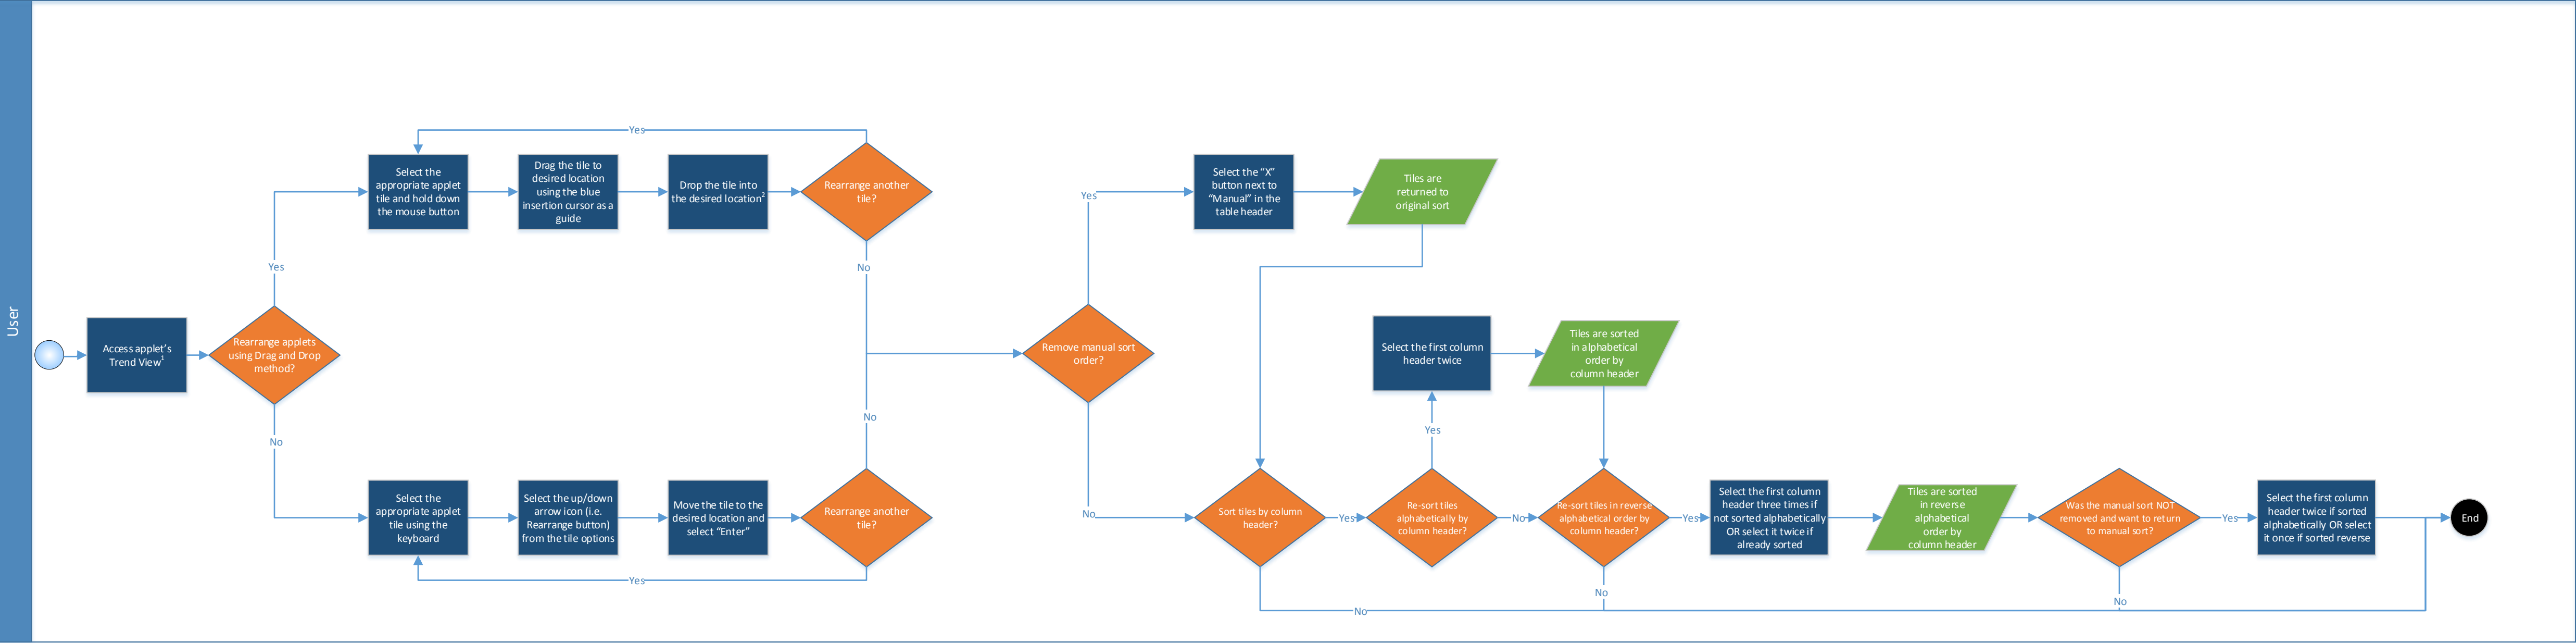 User
Access applet's
Trend View1
Rearrange applets
using Drag and Drop
method?
Yes
No
Select the
appropriate applet
tile and hold down
the mouse button
Drag the tile to
desired location
using the blue
insertion cursor as a
guide
Drop the tile into
the desired location2
Rearrange another
tile?
Yes
No
Select the
appropriate applet
tile using the
keyboard
Select the up/down
arrow icon (i.e.
Rearrange button)
from the tile options
Move the tile to the
desired location and
select “Enter”
Rearrange another
tile?
No
Yes
Remove manual sort
order?
Yes
No
Select the “X”
button next to
“Manual” in the
table header
Tiles are
returned to
original sort
Sort tiles by column
header?
Yes
No
Re-sort tiles
alphabetically by
column header?
Yes
No
Select the first column
header twice
Tiles are sorted
in alphabetical
order by
column header
Re-sort tiles in reverse
alphabetical order by
column header?
Yes
No
Select the first column
header three times if
not sorted alphabetically
OR select it twice if
already sorted
Tiles are sorted
in reverse
alphabetical
order by
column header
Was the manual sort NOT
removed and want to return
to manual sort?
Yes
No
Select the first column
header twice if sorted
alphabetically OR select
it once if sorted reverse
End